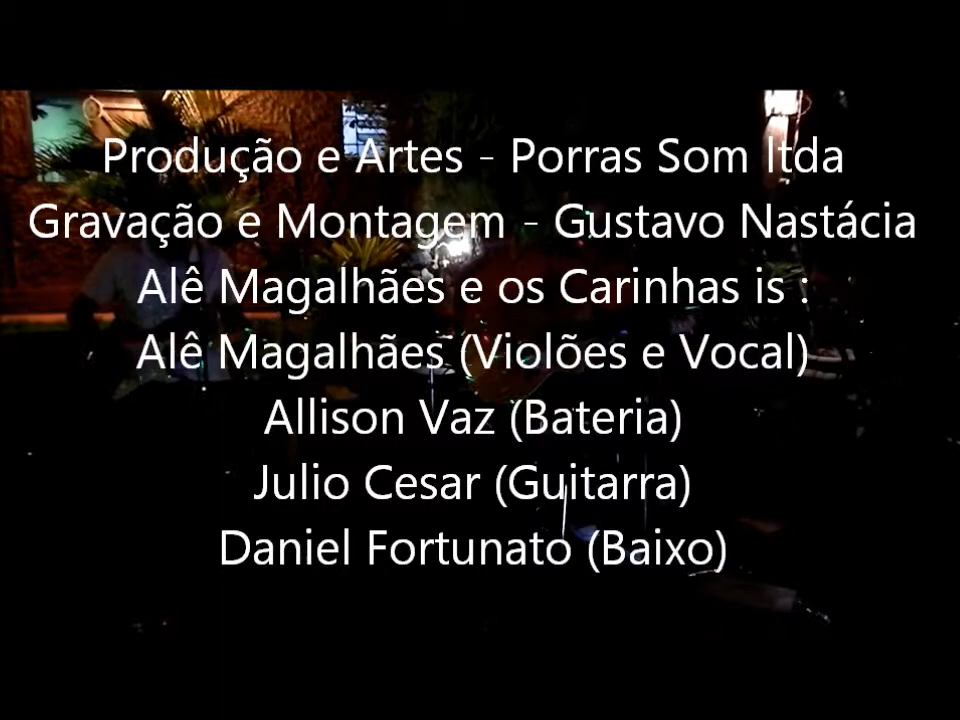 Produção e Artes - Porras Som ltda
Gravação e Montagem - Gustavo Nastácia
Alê Magalhães e os Carinhas is :
Alê Magalhães (Violões e Vocal)
Allison Vaz (Bateria)
Julio Cesar (Guitarra)
Daniel Fortunato (Baixo)